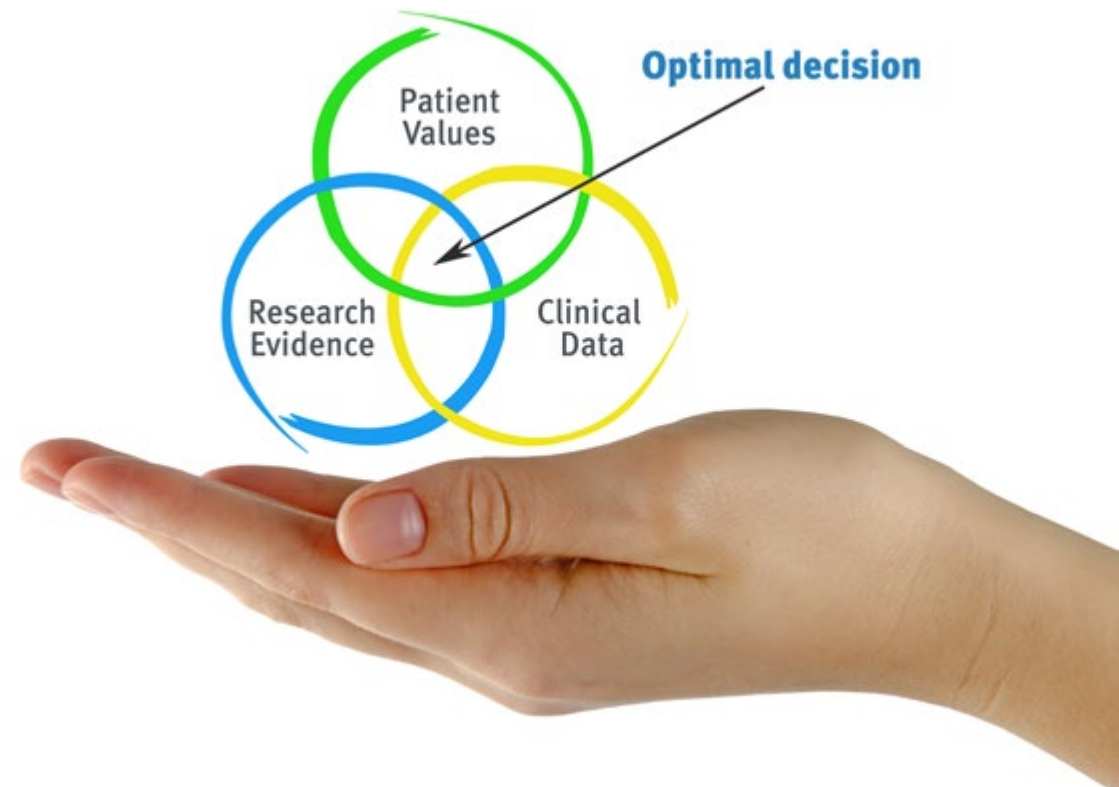 Optimal decision
Patient
Values
Research
Evidence
Clinical
Data